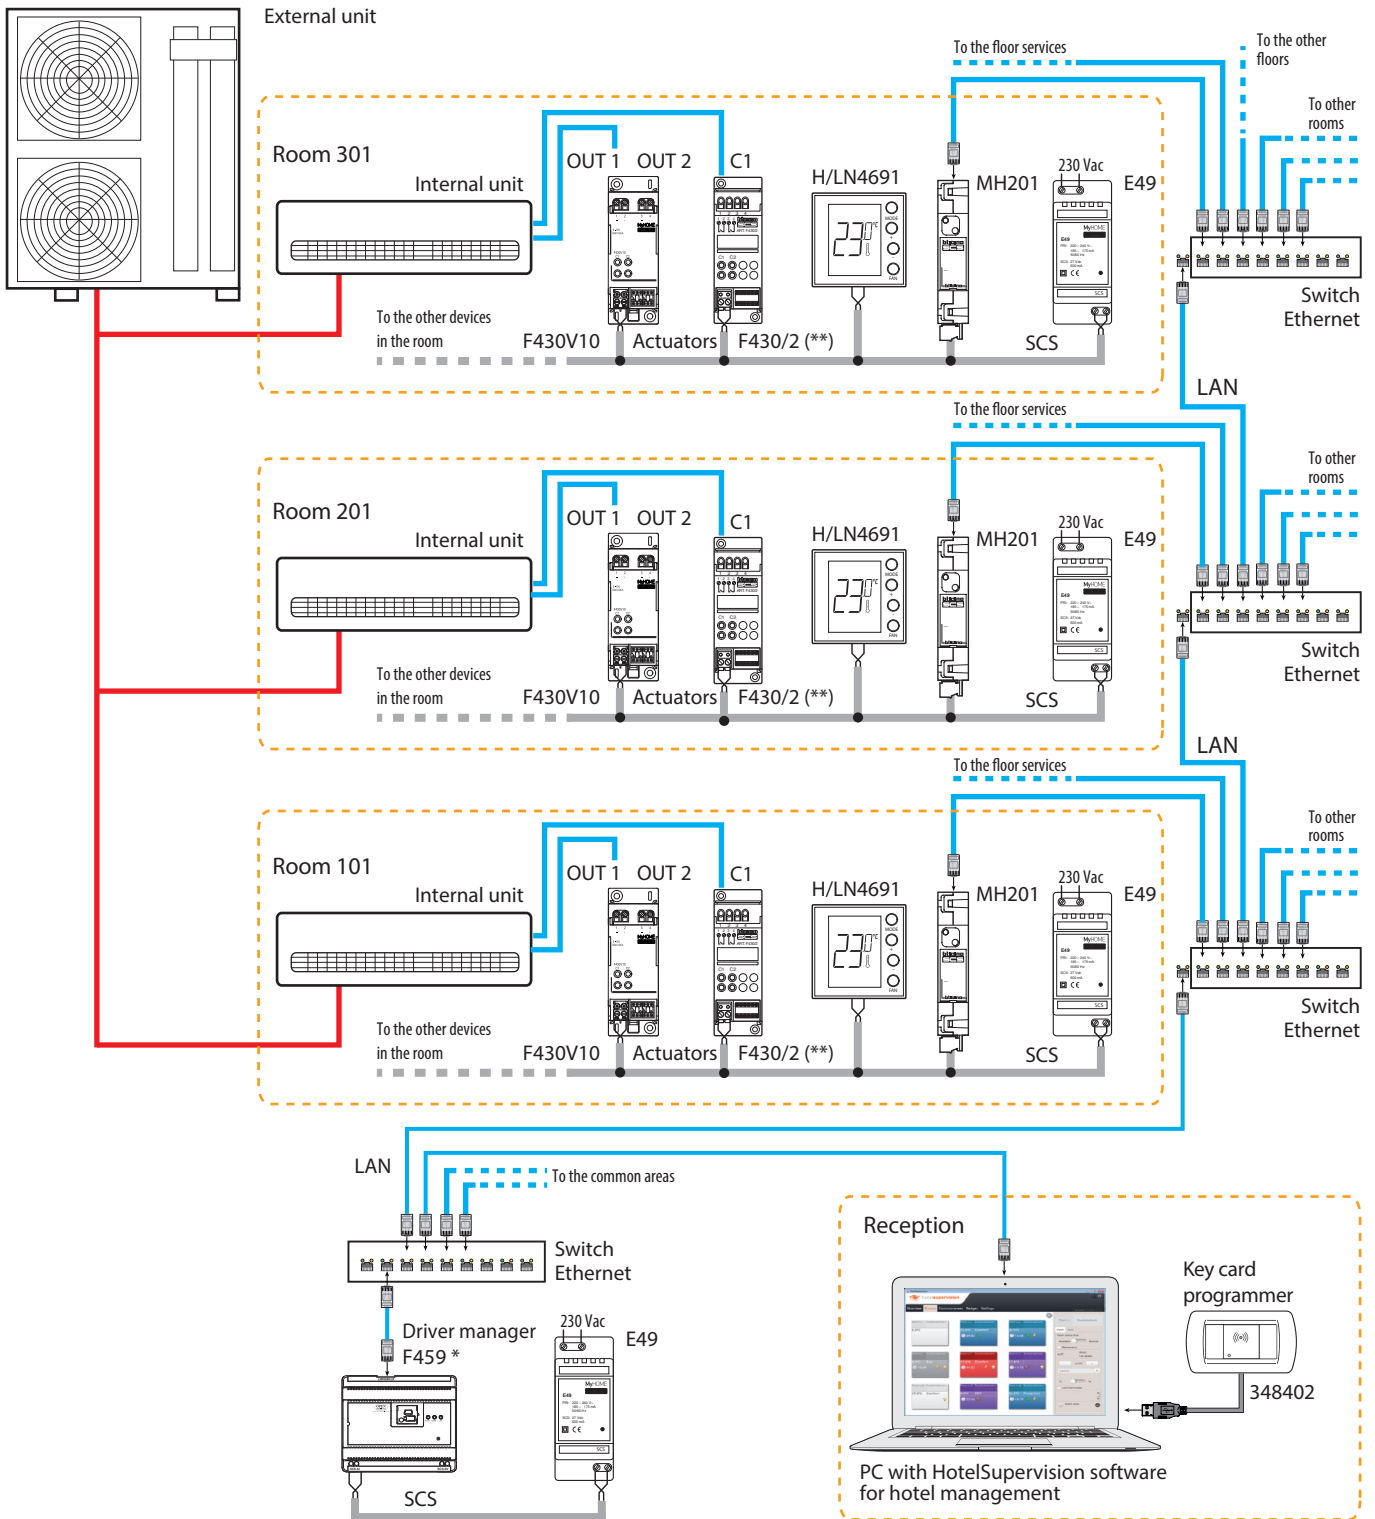 External unit
To the floor services
To the other
floors
To other
rooms
Room 301
Internal unit
OUT 1 OUT 2
C1
H/LN4691
MH201
230 Vac
E49
To the other devices
in the room
F430V10
Actuators
F430/2 (**)
SCS
Switch
Ethernet
LAN
To the floor services
To other
rooms
Room 201
Internal unit
OUT 1 OUT 2
C1
H/LN4691
MH201
230 Vac
E49
To the other devices
in the room
F430V10
Actuators
F430/2 (**)
SCS
Switch
Ethernet
LAN
To the floor services
To other
rooms
Room 101
Internal unit
OUT 1 OUT 2
C1
H/LN4691
MH201
230 Vac
E49
To the other devices
in the room
F430V10
Actuators
F430/2 (**)
SCS
Switch
Ethernet
LAN
To the common areas
Switch
Ethernet
Driver manager
F459 *
230 Vac
E49
SCS
Reception
Key card
programmer
348402
PC with HotelSupervision software
for hotel management